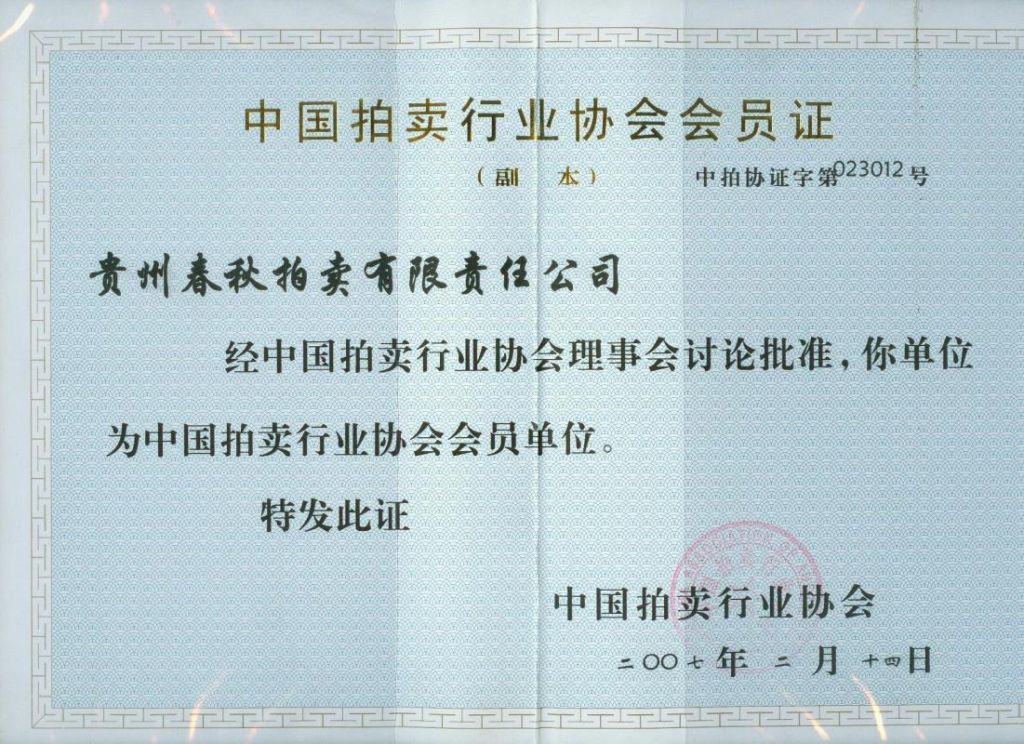 中国拍卖行业协会会员证
（副 本） 中拍协证字第023012号
贵州春秋拍卖有限责任公司
经中国拍卖行业协会理事会讨论批准，你单位
为中国拍卖行业协会会员单位。
特发此证
中国拍卖行业协会
二〇〇七年二月十四日